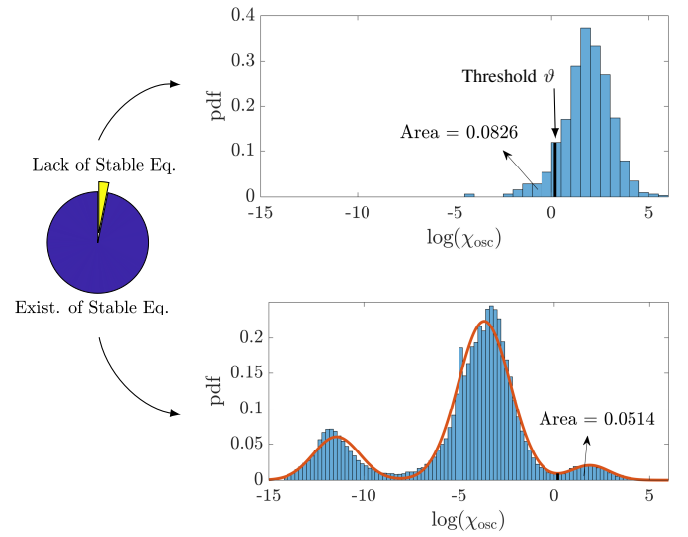 0.4
0.3
0.2
0.1
0
pdf
Threshold ϑ
Area = 0.0826
-15 -10 -5 0 5
log(χosc)
Lack of Stable Eq.
Exist. of Stable Eq.
0.2
0.15
0.1
0.05
0
pdf
Area = 0.0514
-15 -10 -5 0 5
log(χosc)